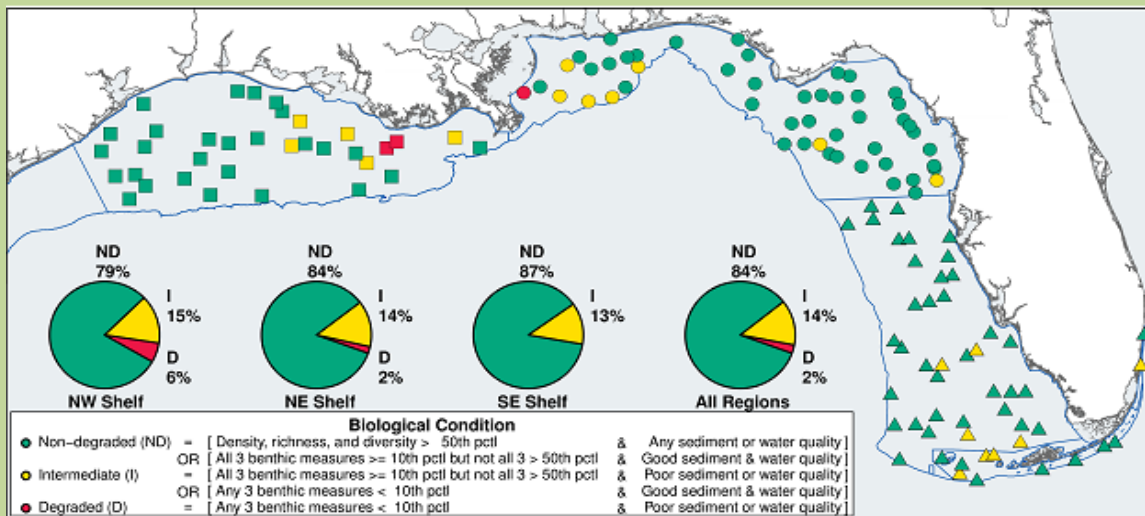 ND
79%
I
15%
D
6%
NW Shelf
ND
84%
I
14%
D
2%
NE Shelf
ND
87%
I
13%
SE Shelf
ND
84%
I
14%
D
2%
All Regions
Biological Condition
Non-degraded (ND) = [ Density, richness, and diversity > 50th pctl & Any sediment or water quality ]
OR [ All 3 benthic measures >= 10th pctl but not all 3 > 50th pctl & Good sediment & water quality ]
Intermediate (I) = [ All 3 benthic measures >= 10th pctl but not all 3 > 50th pctl & Poor sediment or water quality ]
OR [ Any 3 benthic measures < 10th pctl & Good sediment & water quality ]
Degraded (D) = [ Any 3 benthic measures < 10th pctl & Poor sediment or water quality ]